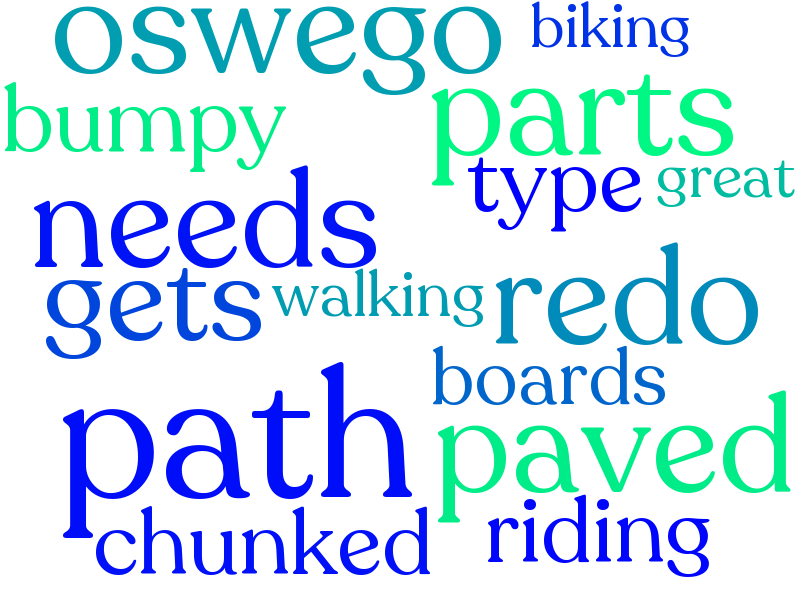 oswego biking
bumpy parts
needs type great
gets walking redo
boards
path paved
chunked riding